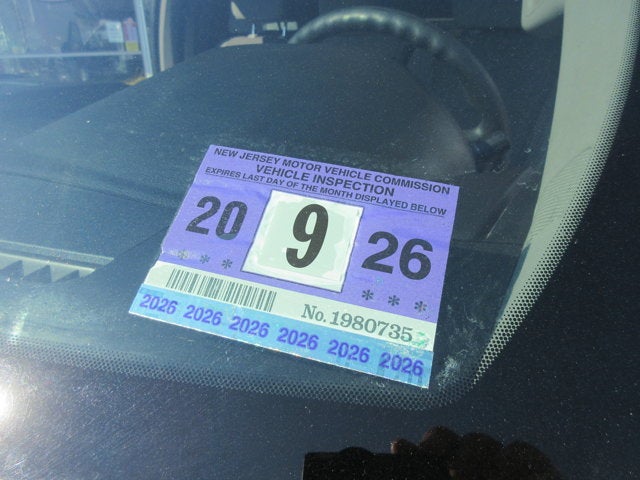 NEW JERSEY MOTOR VEHICLE COMMISSION
VEHICLE INSPECTION
EXPIRES LAST DAY OF THE MONTH DISPLAYED BELOW
20 9 26
* * * * * *
No. 1980735
2026 2026 2026 2026 2026 2026